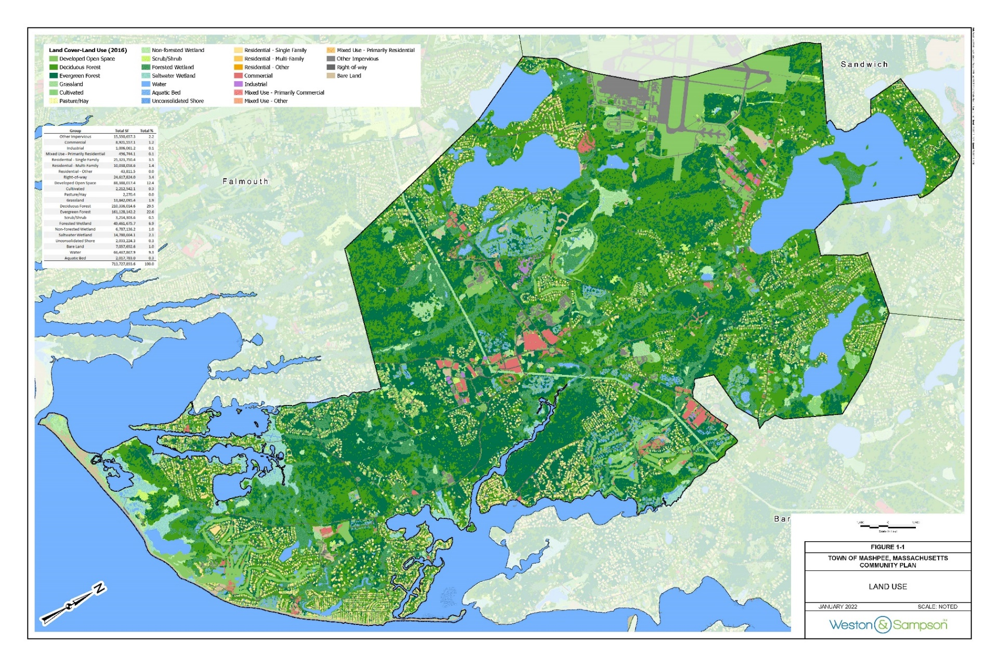 Land Cover-Land Use (2016)
Developed Open Space
Deciduous Forest
Evergreen Forest
Grassland
Cultivated
Pasture/Hay
Non-forested Wetland
Scrub/Shrub
Forested Wetland
Saltwater Wetland
Water
Aquatic Bed
Unconsolidated Shore
Residential - Single Family
Residential - Multi-Family
Residential - Other
Commercial
Industrial
Mixed Use - Primarily Commercial
Mixed Use - Other
Mixed Use - Primarily Residential
Other Impervious
Right-of-way
Bare Land
Group Total SF Total %
Other Impervious 15,550,657.3 2.2
Commercial 8,921,557.1 1.2
Industrial 1,006,061.2 0.1
Mixed Use - Primarily Residential 496,744.1 0.1
Residential - Single Family 25,323,750.4 3.5
Residential - Multi-Family 10,038,058.6 1.4
Residential - Other 43,811.5 0.0
Right-of-way 24,617,824.0 3.4
Developed Open Space 88,388,017.4 12.4
Cultivated 2,212,542.1 0.3
Pasture/Hay 2,270.4 0.0
Grassland 13,842,095.4 1.9
Deciduous Forest 210,336,014.6 29.5
Evergreen Forest 161,128,142.2 22.6
Scrub/Shrub 3,214,303.6 0.5
Forested Wetland 49,461,675.7 6.9
Non-forested Wetland 6,787,136.2 1.0
Saltwater Wetland 14,780,664.1 2.1
Unconsolidated Shore 2,033,224.3 0.3
Bare Land 7,057,692.6 1.0
Water 66,467,867.9 9.3
Aquatic Bed 2,017,783.0 0.3
713,727,893.6 100.0
Sandwich
Falmouth
Bar
N
1,500 0 1,500
Scale In Feet
FIGURE 1-1
TOWN OF MASHPEE, MASSACHUSETTS
COMMUNITY PLAN
LAND USE
JANUARY 2022 SCALE: NOTED
Weston & Sampson